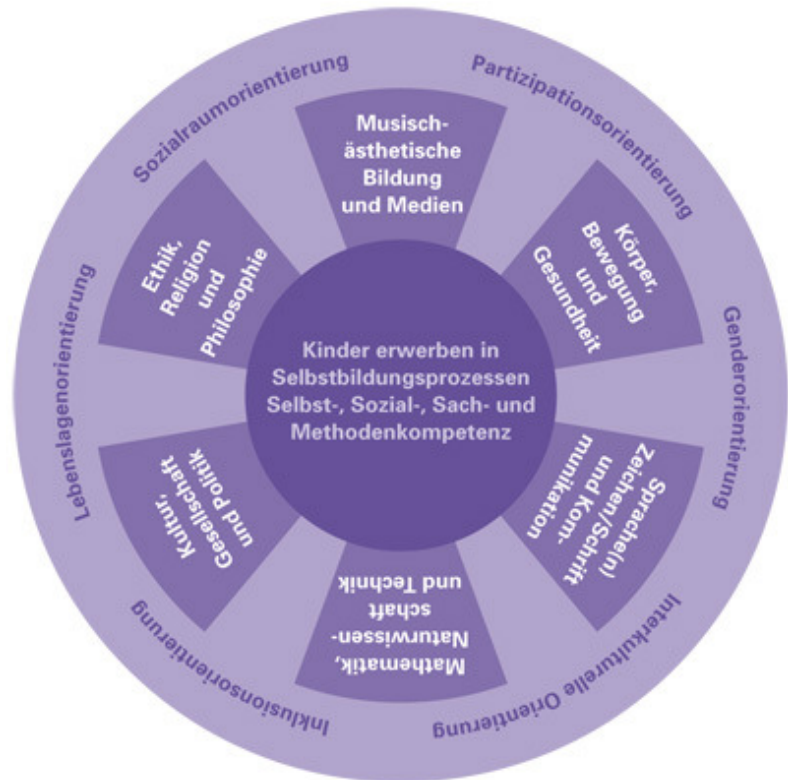 Sozialraumorientierung
Partizipationsorientierung
Genderorientierung
Interkulturelle Orientierung
Inklusionsorientierung
Lebenslagenorientierung
Musisch-
ästhetische
Bildung
und Medien
Körper,
Bewegung
und
Gesundheit
Sprache(n)
Zeichen/Schrift
und Kom-
munikation
Mathematik,
Naturwissen-
schaft
und Technik
Kultur,
Gesellschaft
und Politik
Ethik,
Religion
und
Philosophie
Kinder erwerben in
Selbstbildungsprozessen
Selbst-, Sozial-, Sach- und
Methodenkompetenz